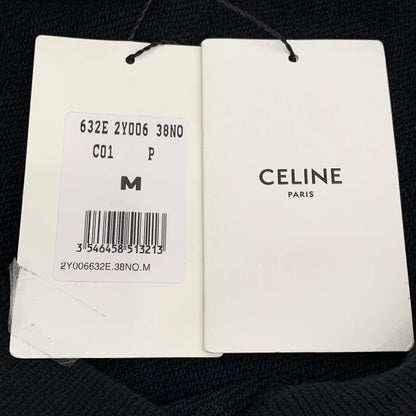 632E 2Y006 38NO
C01 P
M
3 546458 513213
2Y006632E.38NO.M
CELINE
PARIS